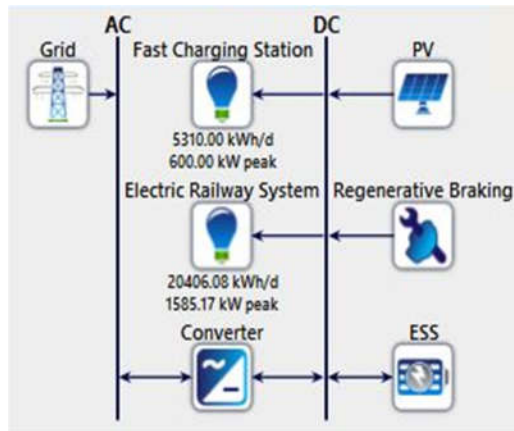 AC DC
Grid Fast Charging Station PV
5310.00 kWh/d
600.00 kW peak
Electric Railway System Regenerative Braking
20406.08 kWh/d
1585.17 kW peak
Converter ESS